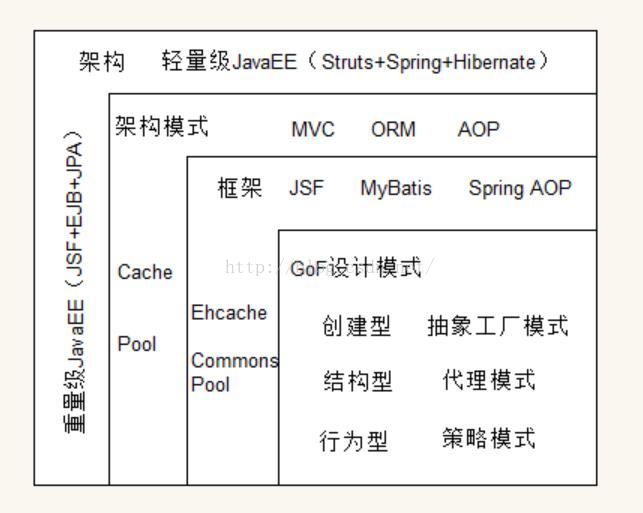 架构 轻量级JavaEE（Struts+Spring+Hibernate）
重量级JavaEE（JSF+EJB+JPA）
架构模式 MVC ORM AOP
Cache
Pool
框架 JSF MyBatis Spring AOP
Ehcache
Commons
Pool
GoF设计模式
创建型 抽象工厂模式
结构型 代理模式
行为型 策略模式